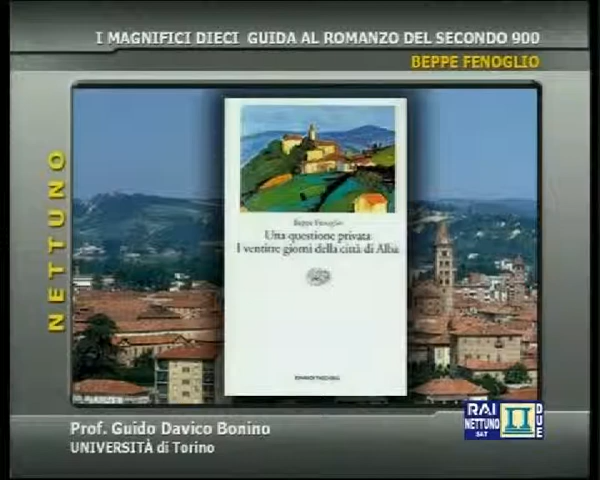 I MAGNIFICI DIECI GUIDA AL ROMANZO DEL SECONDO 900
BEPPE FENOGLIO
NETTUNO
Beppe Fenoglio
Una questione privata
I ventitre giorni della città di Alba
EINAUDI TASCABILI
Prof. Guido Davico Bonino
UNIVERSITÀ di Torino
RAI
NETTUNO
SAT
DUE